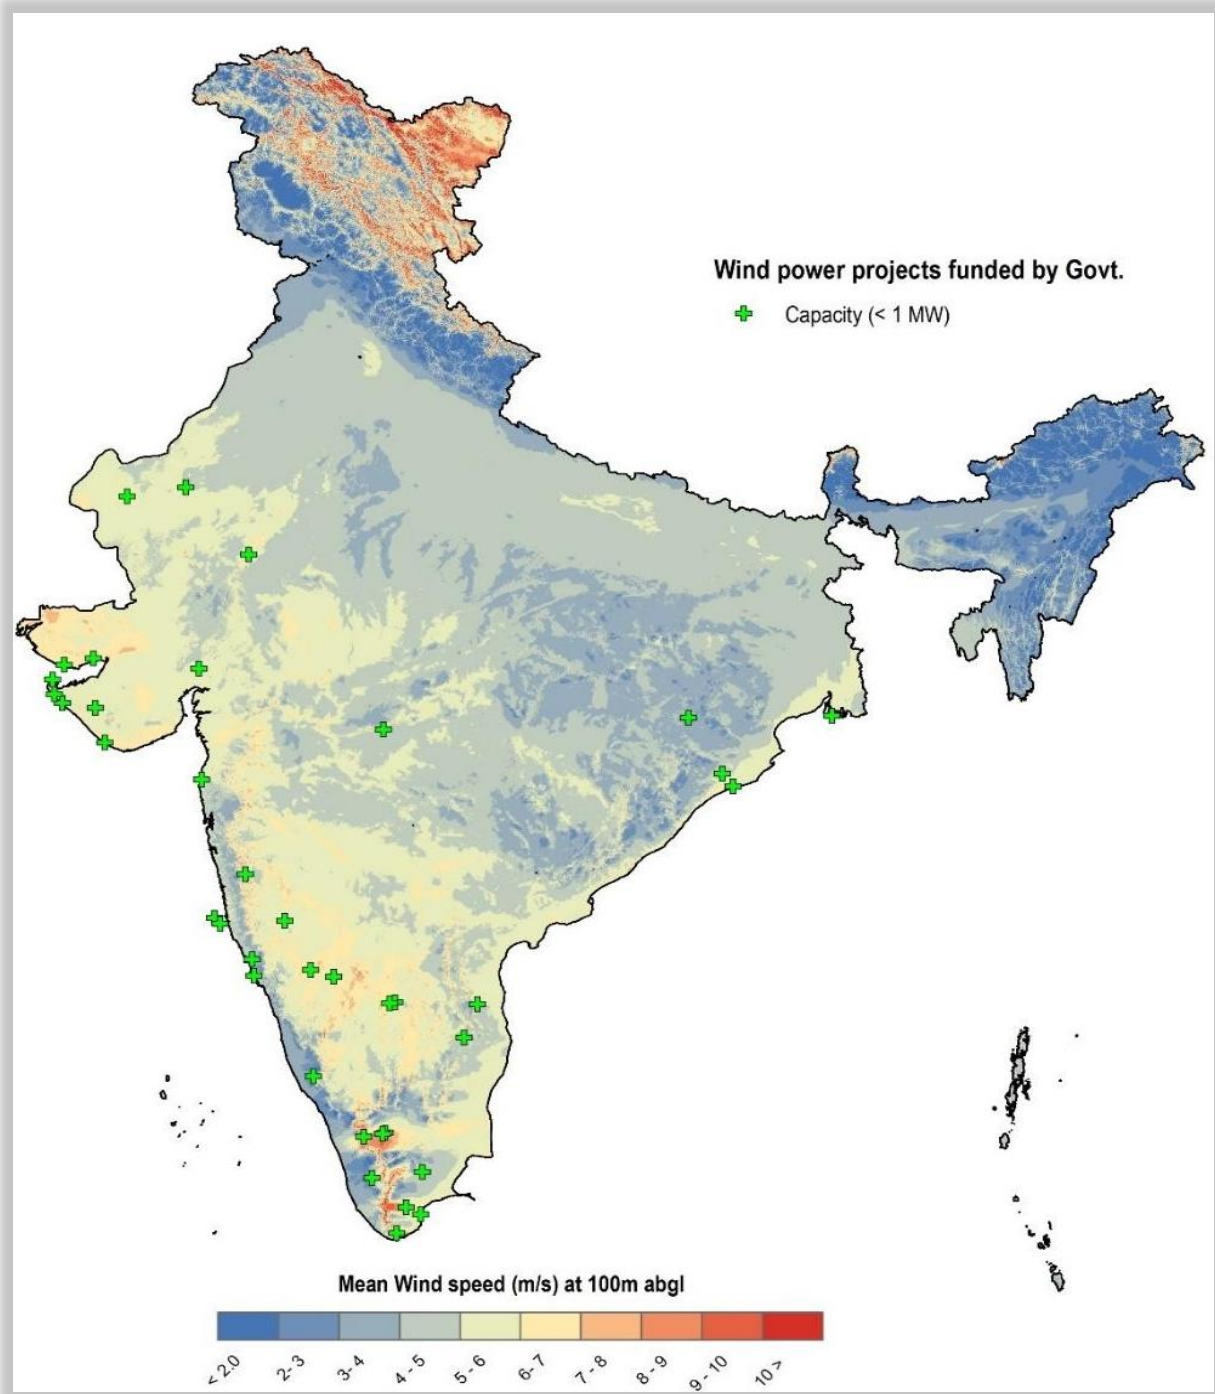 Wind power projects funded by Govt.
Capacity (< 1 MW)
Mean Wind speed (m/s) at 100m abgl
< 2.0
2- 3
3- 4
4 - 5
5 - 6
6- 7
7 - 8
8 - 9
9 - 10
10 >